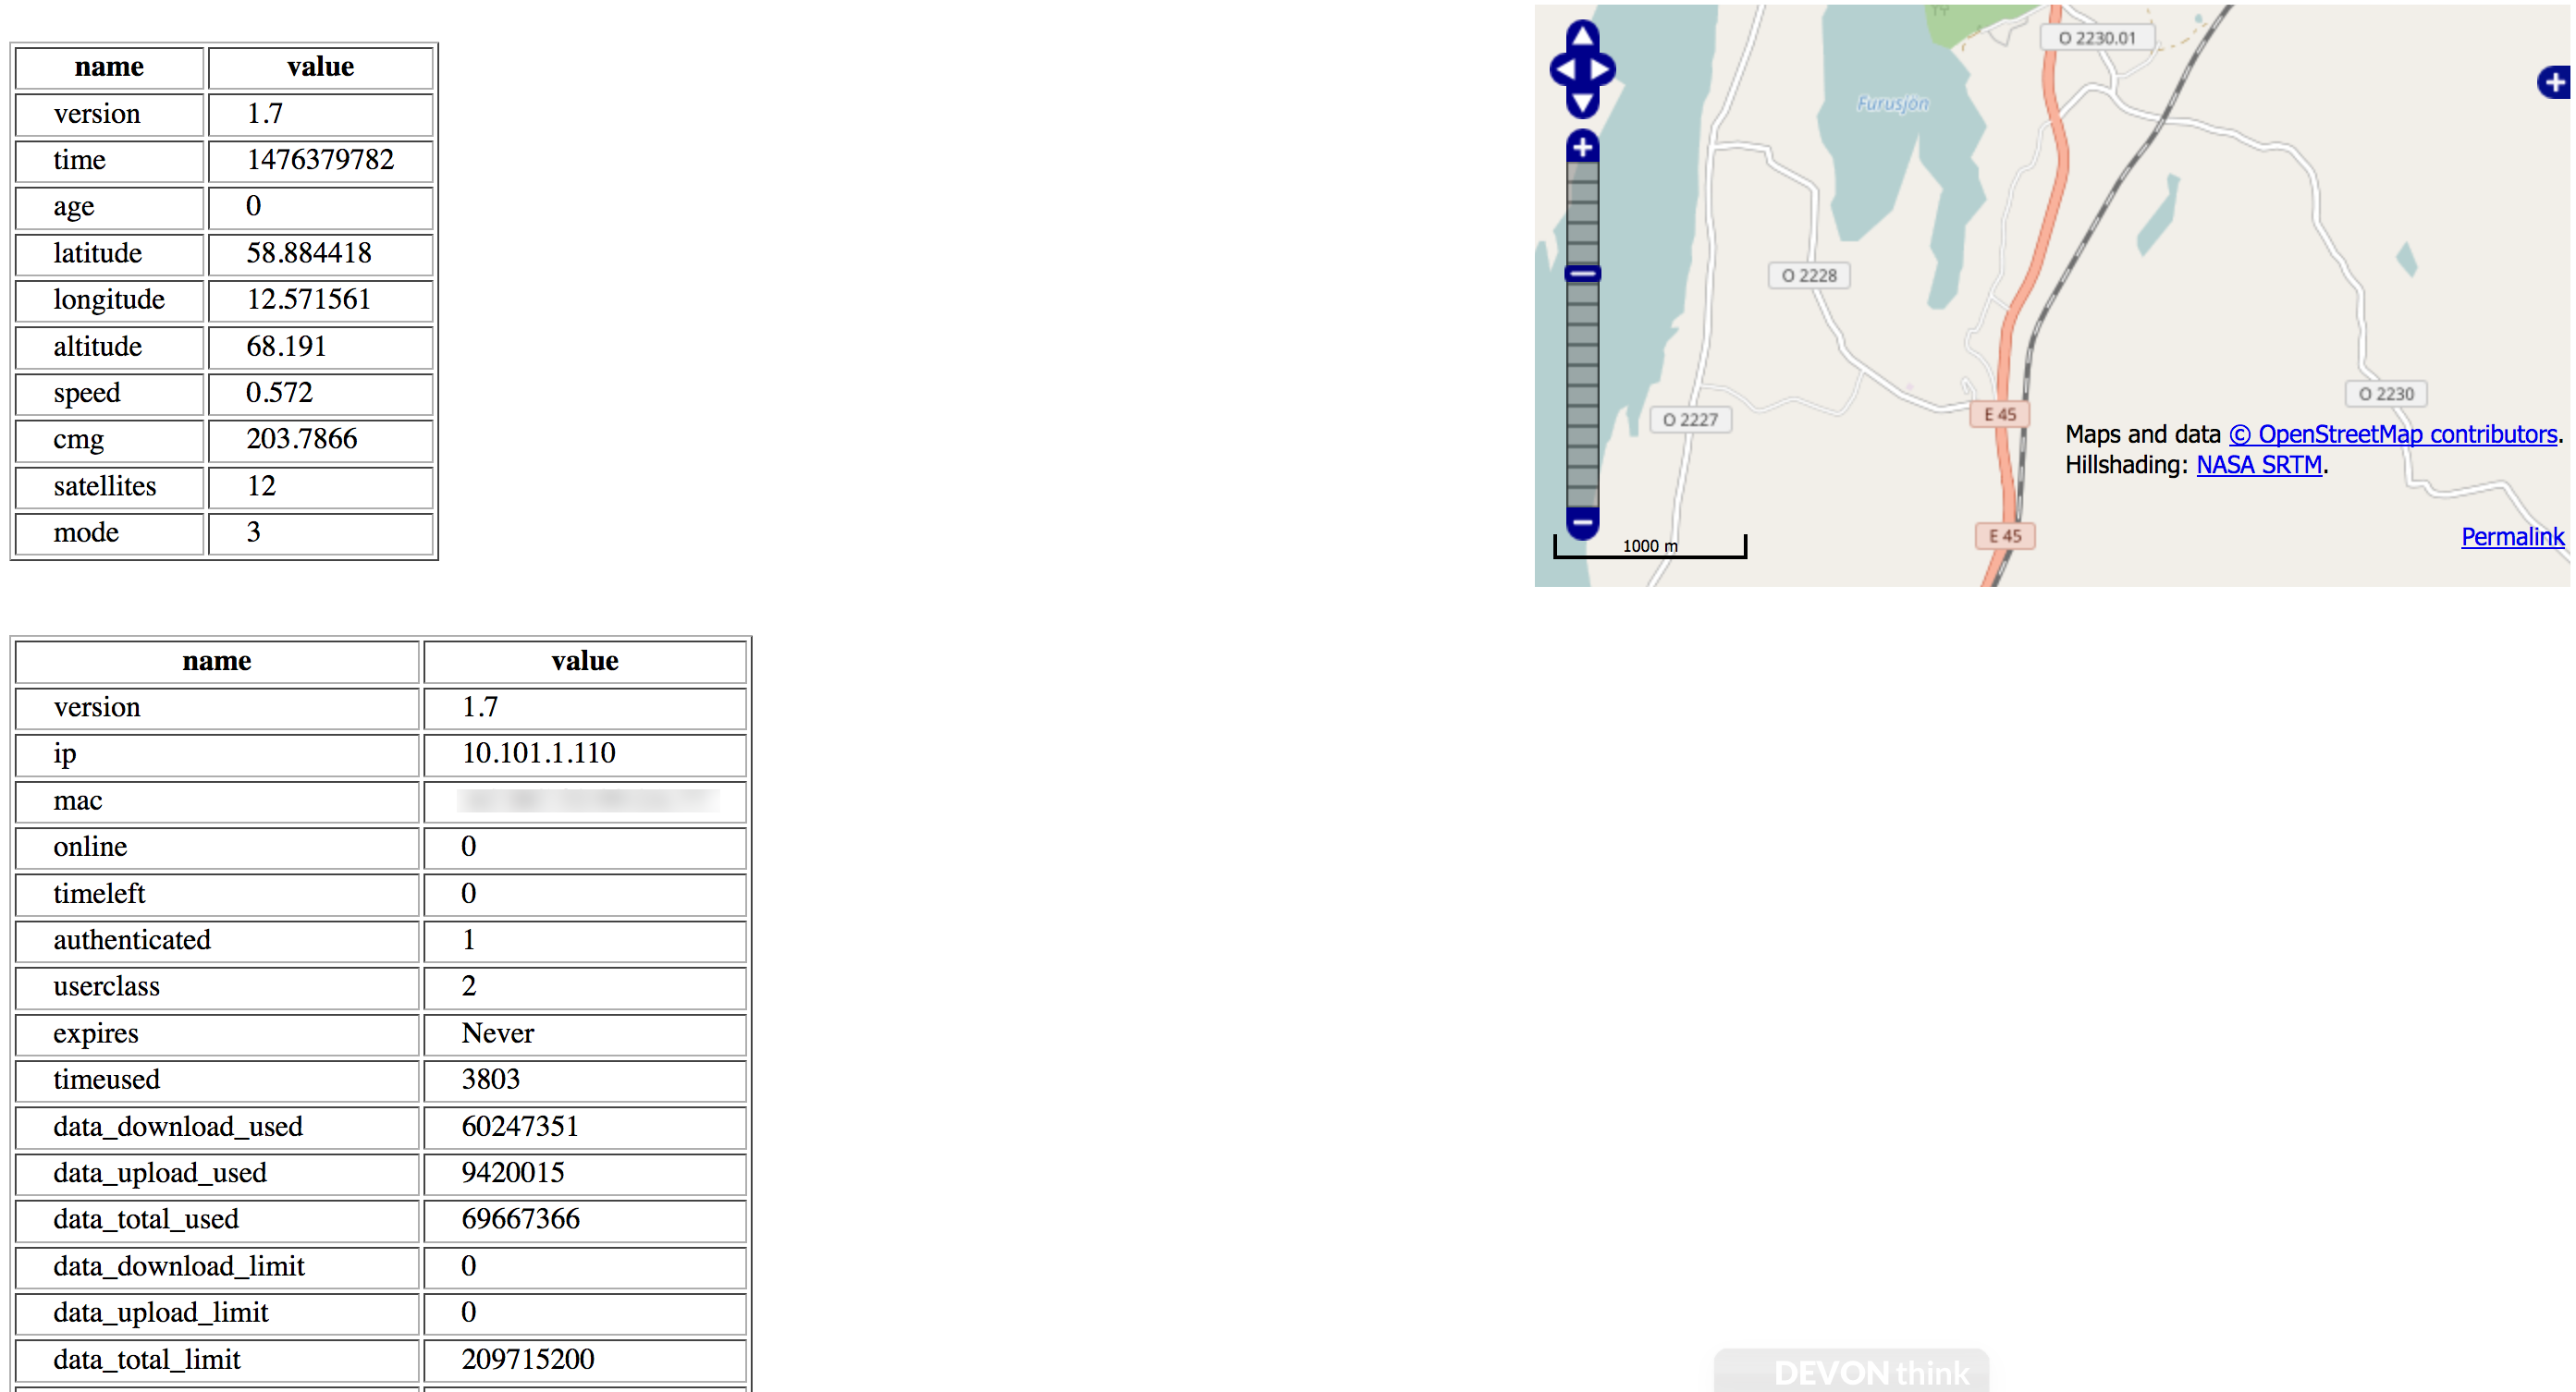 name value
version 1.7
time 1476379782
age 0
latitude 58.884418
longitude 12.571561
altitude 68.191
speed 0.572
cmg 203.7866
satellites 12
mode 3
O 2230.01
Furusjön
O 2228
O 2230
O 2227
E 45
Maps and data © OpenStreetMap contributors.
Hillshading: NASA SRTM.
E 45
Permalink
1000 m
name value
version 1.7
ip 10.101.1.110
mac
online 0
timeleft 0
authenticated 1
userclass 2
expires Never
timeused 3803
data_download_used 60247351
data_upload_used 9420015
data_total_used 69667366
data_download_limit 0
data_upload_limit 0
data_total_limit 209715200
DEVONthink